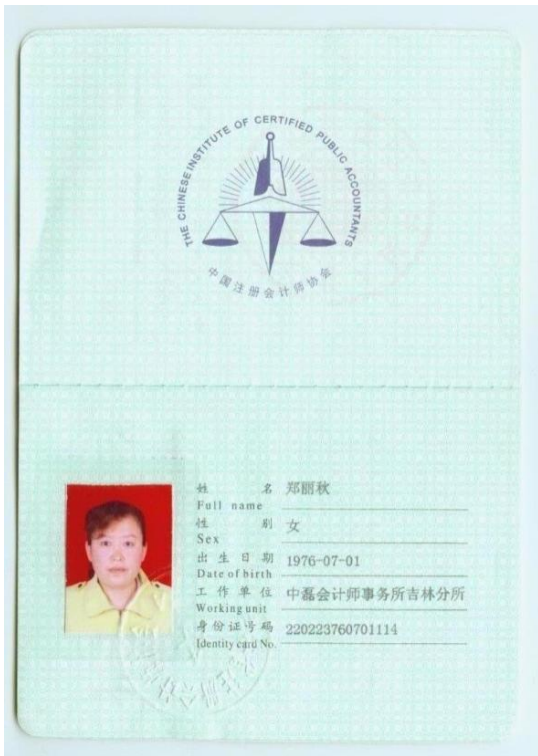 THE CHINESE INSTITUTE OF CERTIFIED PUBLIC ACCOUNTANTS
中国注册会计师协会
姓 名 郑丽秋
Full name
性 别 女
Sex
出生日期 1976-07-01
Date of birth
工作单位 中磊会计师事务所吉林分所
Working unit
身份证号码 220223760701114
Identity card No.